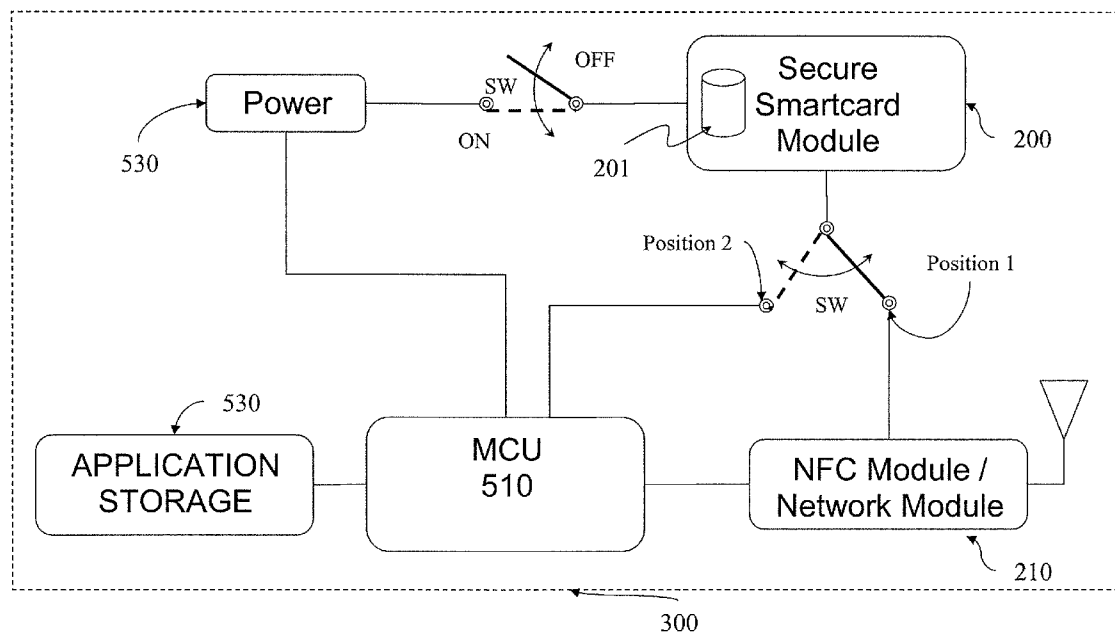 OFF
SW
Power
ON
530
Secure
Smartcard
Module
201
200
Position 2
Position 1
SW
530
APPLICATION
STORAGE
MCU
510
NFC Module /
Network Module
210
300